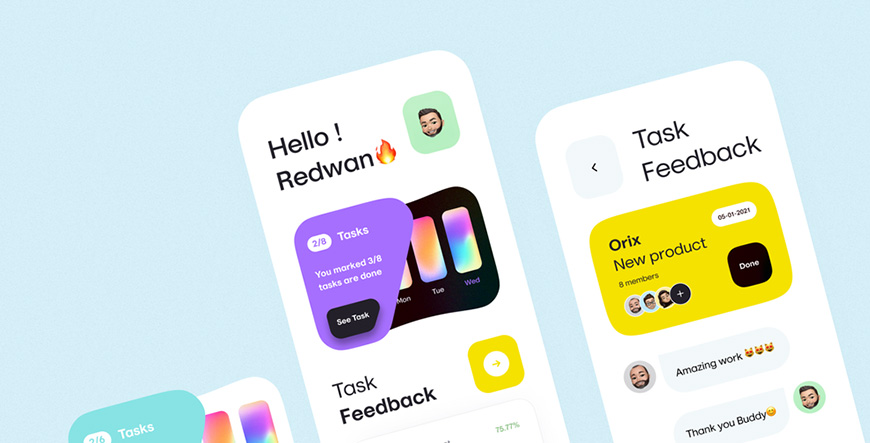 Hello !
Redwan🔥
2/8 Tasks
You marked 3/8
tasks are done
See Task
Mon Tue Wed
Task
Feedback
75.77%
2/6 Tasks
Task
Feedback
05-01-2021
Orix
New product
8 members
+
Done
Amazing work 😻😻😻
Thank you Buddy😊